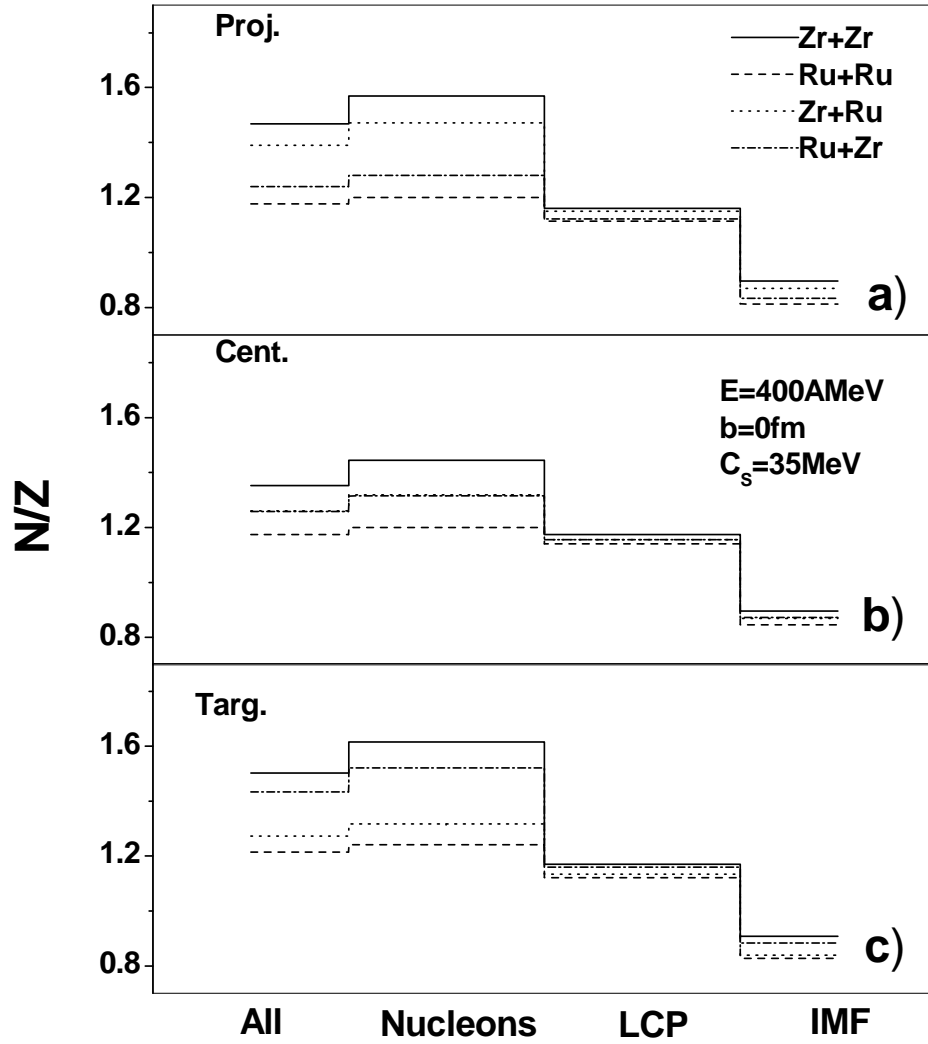 Proj.
Zr+Zr
Ru+Ru
Zr+Ru
Ru+Zr
1.6
1.2
0.8
a)
Cent.
E=400AMeV
b=0fm
C_S=35MeV
1.6
1.2
0.8
b)
N/Z
Targ.
1.6
1.2
0.8
c)
All Nucleons LCP IMF